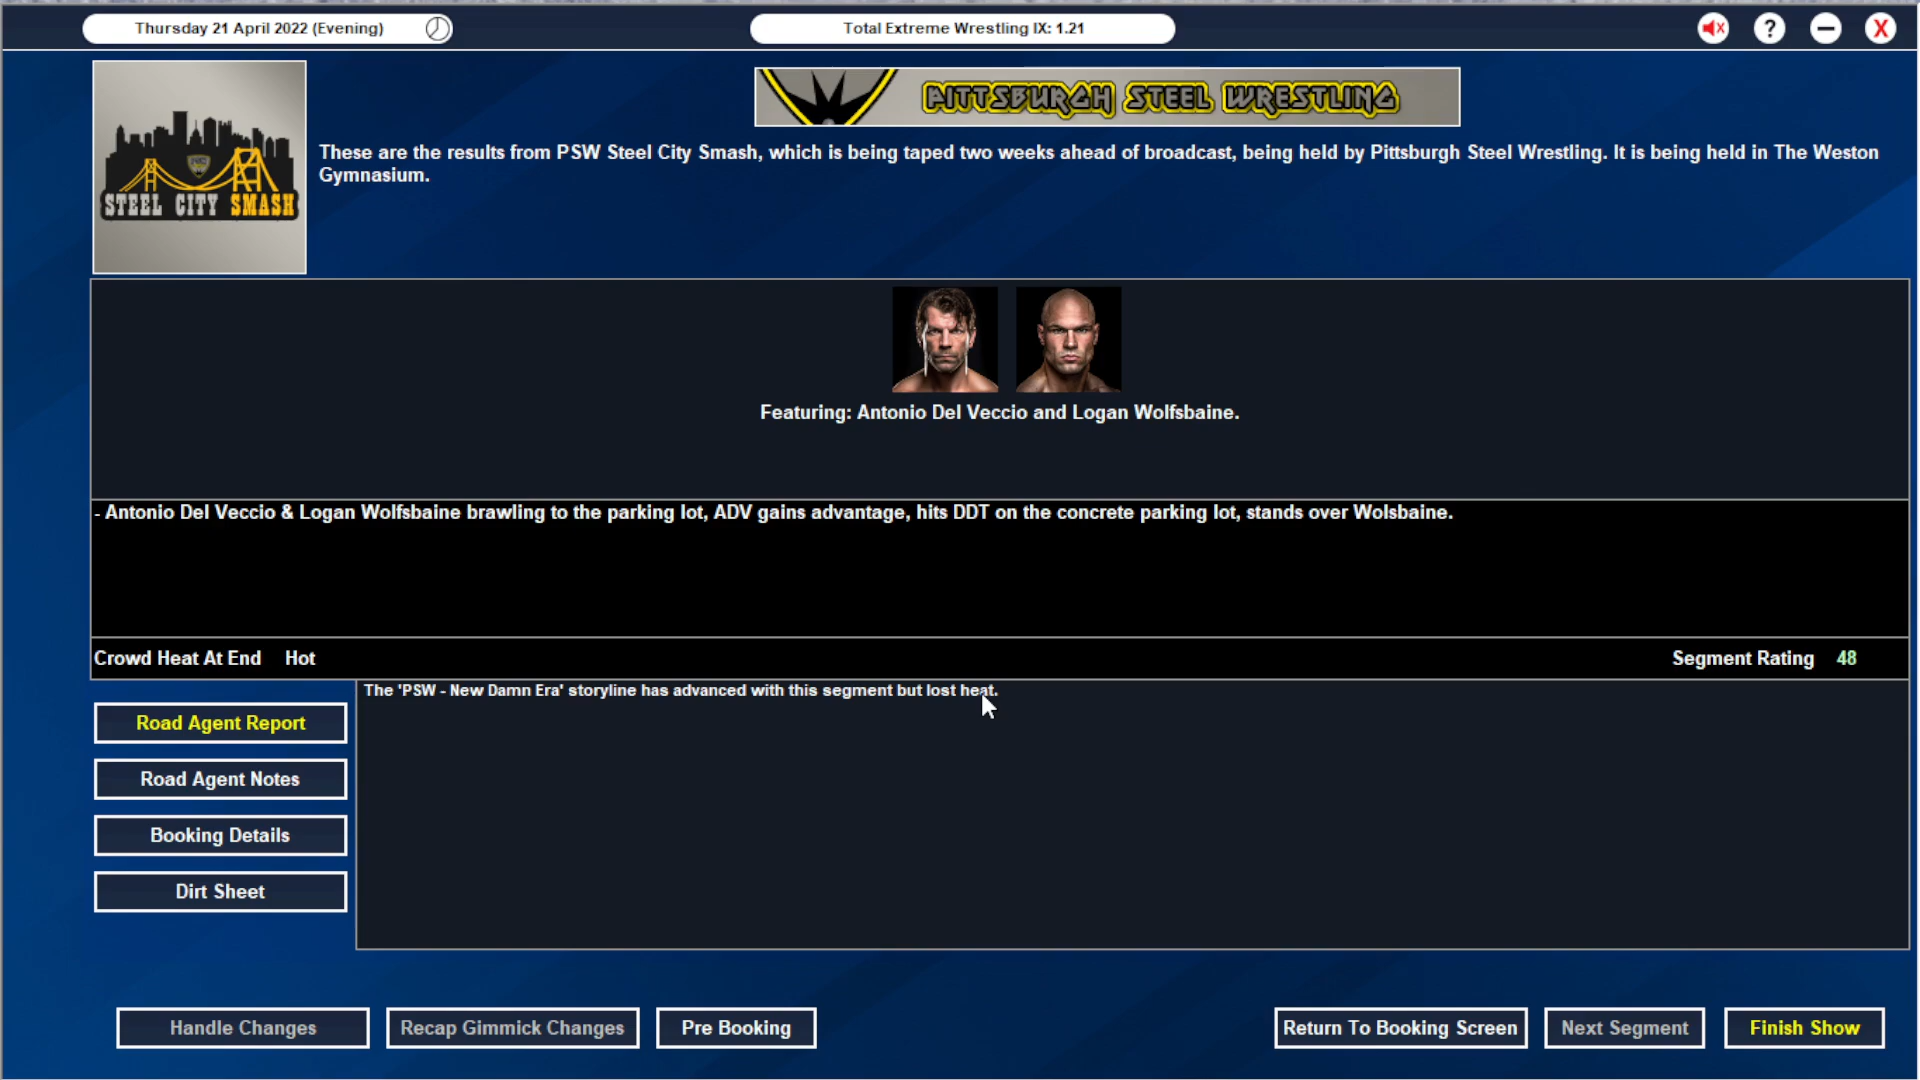 Thursday 21 April 2022 (Evening)
Total Extreme Wrestling IX: 1.21
?
X
PITTSBURGH STEEL WRESTLING
STEEL CITY SMASH
These are the results from PSW Steel City Smash, which is being taped two weeks ahead of broadcast, being held by Pittsburgh Steel Wrestling. It is being held in The Weston
Gymnasium.
Featuring: Antonio Del Veccio and Logan Wolfsbaine.
- Antonio Del Veccio & Logan Wolfsbaine brawling to the parking lot, ADV gains advantage, hits DDT on the concrete parking lot, stands over Wolsbaine.
Crowd Heat At End Hot
Segment Rating 48
The 'PSW - New Damn Era' storyline has advanced with this segment but lost heat.
Road Agent Report
Road Agent Notes
Booking Details
Dirt Sheet
Handle Changes
Recap Gimmick Changes
Pre Booking
Return To Booking Screen
Next Segment
Finish Show